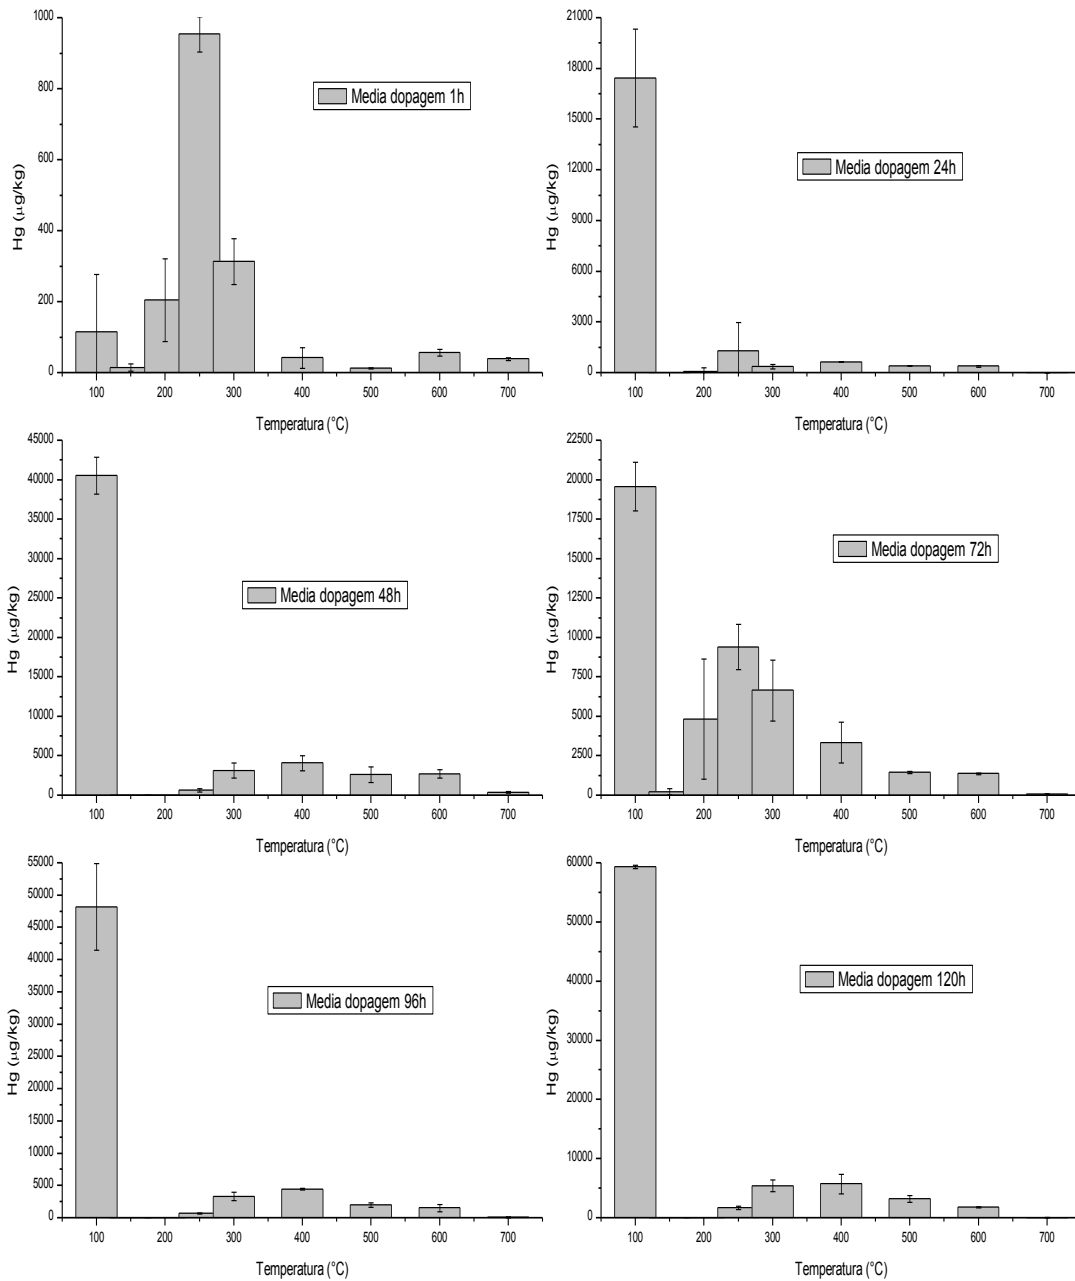 1000
800
600
400
200
0
Hg (µg/kg)
Media dopagem 1h
100 200 300 400 500 600 700
Temperatura (°C)
21000
18000
15000
12000
9000
6000
3000
0
Hg (µg/kg)
Media dopagem 24h
100 200 300 400 500 600 700
Temperatura (°C)
45000
40000
35000
30000
25000
20000
15000
10000
5000
0
Hg (µg/kg)
Media dopagem 48h
100 200 300 400 500 600 700
Temperatura (°C)
22500
20000
17500
15000
12500
10000
7500
5000
2500
0
Hg (µg/kg)
Media dopagem 72h
100 200 300 400 500 600 700
Temperatura (°C)
55000
50000
45000
40000
35000
30000
25000
20000
15000
10000
5000
0
Hg (µg/kg)
Media dopagem 96h
100 200 300 400 500 600 700
Temperatura (°C)
60000
50000
40000
30000
20000
10000
0
Hg (µg/kg)
Media dopagem 120h
100 200 300 400 500 600 700
Temperatura (°C)